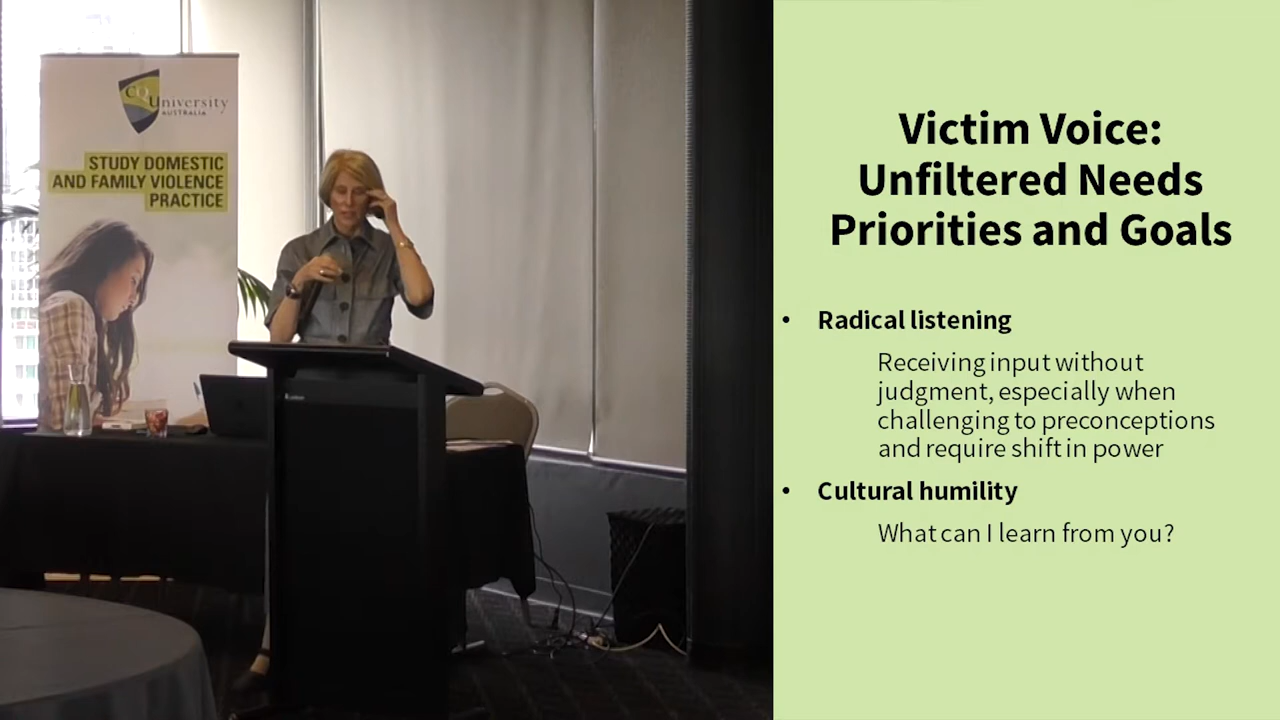 CQUniversity
AUSTRALIA
STUDY DOMESTIC
AND FAMILY VIOLENCE
PRACTICE
Victim Voice:
Unfiltered Needs
Priorities and Goals
• Radical listening
Receiving input without
judgment, especially when
challenging to preconceptions
and require shift in power
• Cultural humility
What can I learn from you?